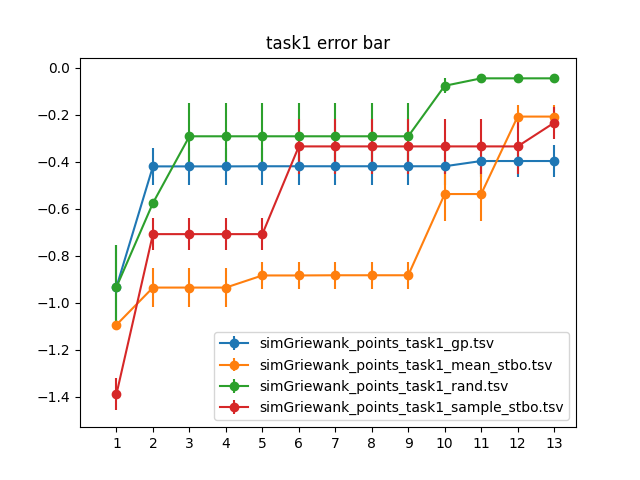 task1 error bar
0.0
−0.2
−0.4
−0.6
−0.8
−1.0
−1.2
−1.4
simGriewank_points_task1_gp.tsv
simGriewank_points_task1_mean_stbo.tsv
simGriewank_points_task1_rand.tsv
simGriewank_points_task1_sample_stbo.tsv
1 2 3 4 5 6 7 8 9 10 11 12 13